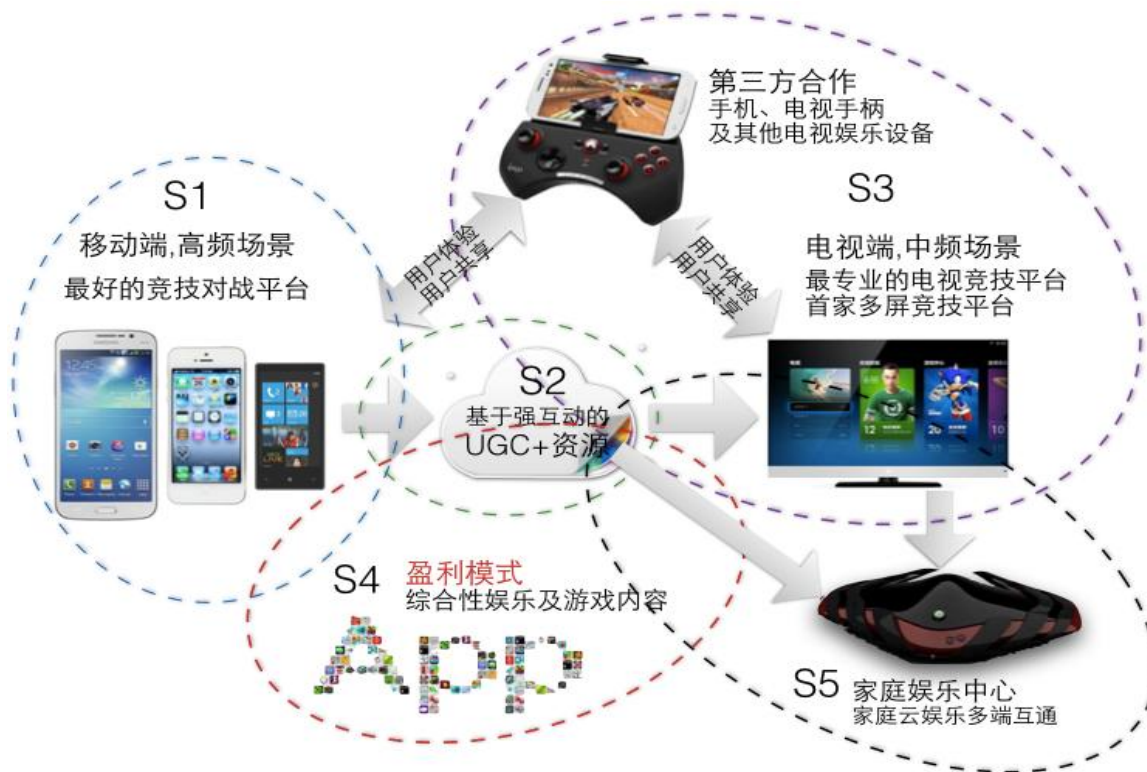 第三方合作
手机、电视手柄
及其他电视娱乐设备
S1
移动端,高频场景
最好的竞技对战平台
用户体验
用户共享
用户体验
用户共享
S3
电视端,中频场景
最专业的电视竞技平台
首家多屏竞技平台
S2
基于强互动的
UGC+资源
S4
盈利模式
综合性娱乐及游戏内容
App
S5
家庭娱乐中心
家庭云娱乐多端互通
SAMSUNG
12:45
12
20